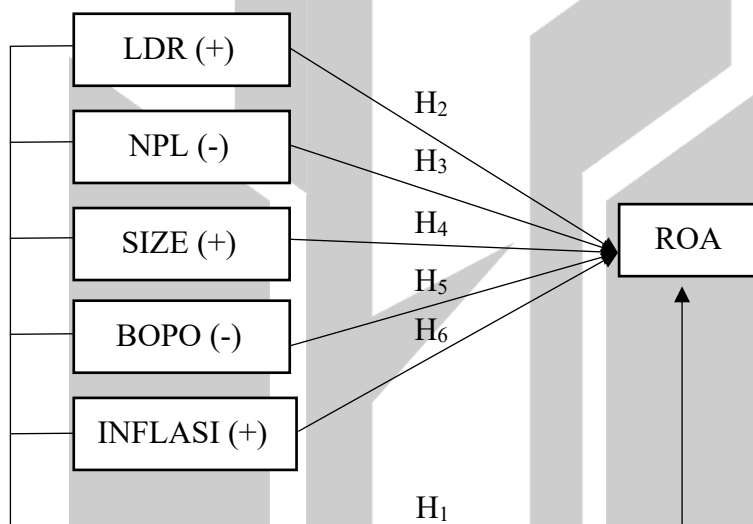 LDR (+)
H₂
NPL (-)
H₃
SIZE (+)
H₄
ROA
BOPO (-)
H₅
H₆
INFLASI (+)
H₁